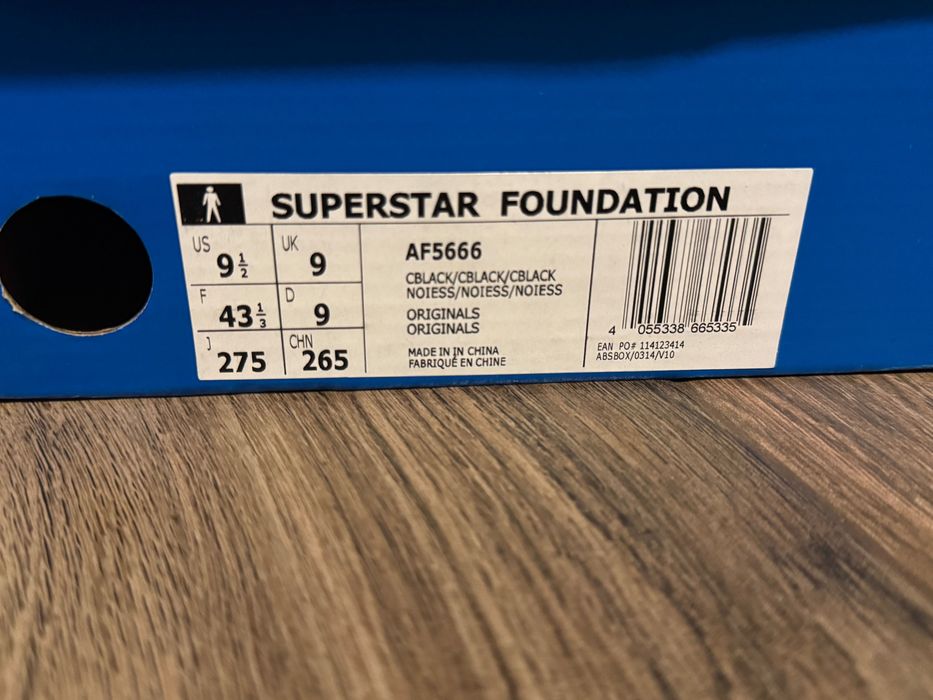 SUPERSTAR FOUNDATION
US 9 1/2
UK 9
F 43 1/3
D 9
J 275
CHN 265
AF5666
CBLACK/CBLACK/CBLACK
NOIESS/NOIESS/NOIESS
ORIGINALS
ORIGINALS
MADE IN IN CHINA
FABRIQUÉ EN CHINE
4 055338 665335
EAN PO# 114123414
ABSBOX/0314/V10